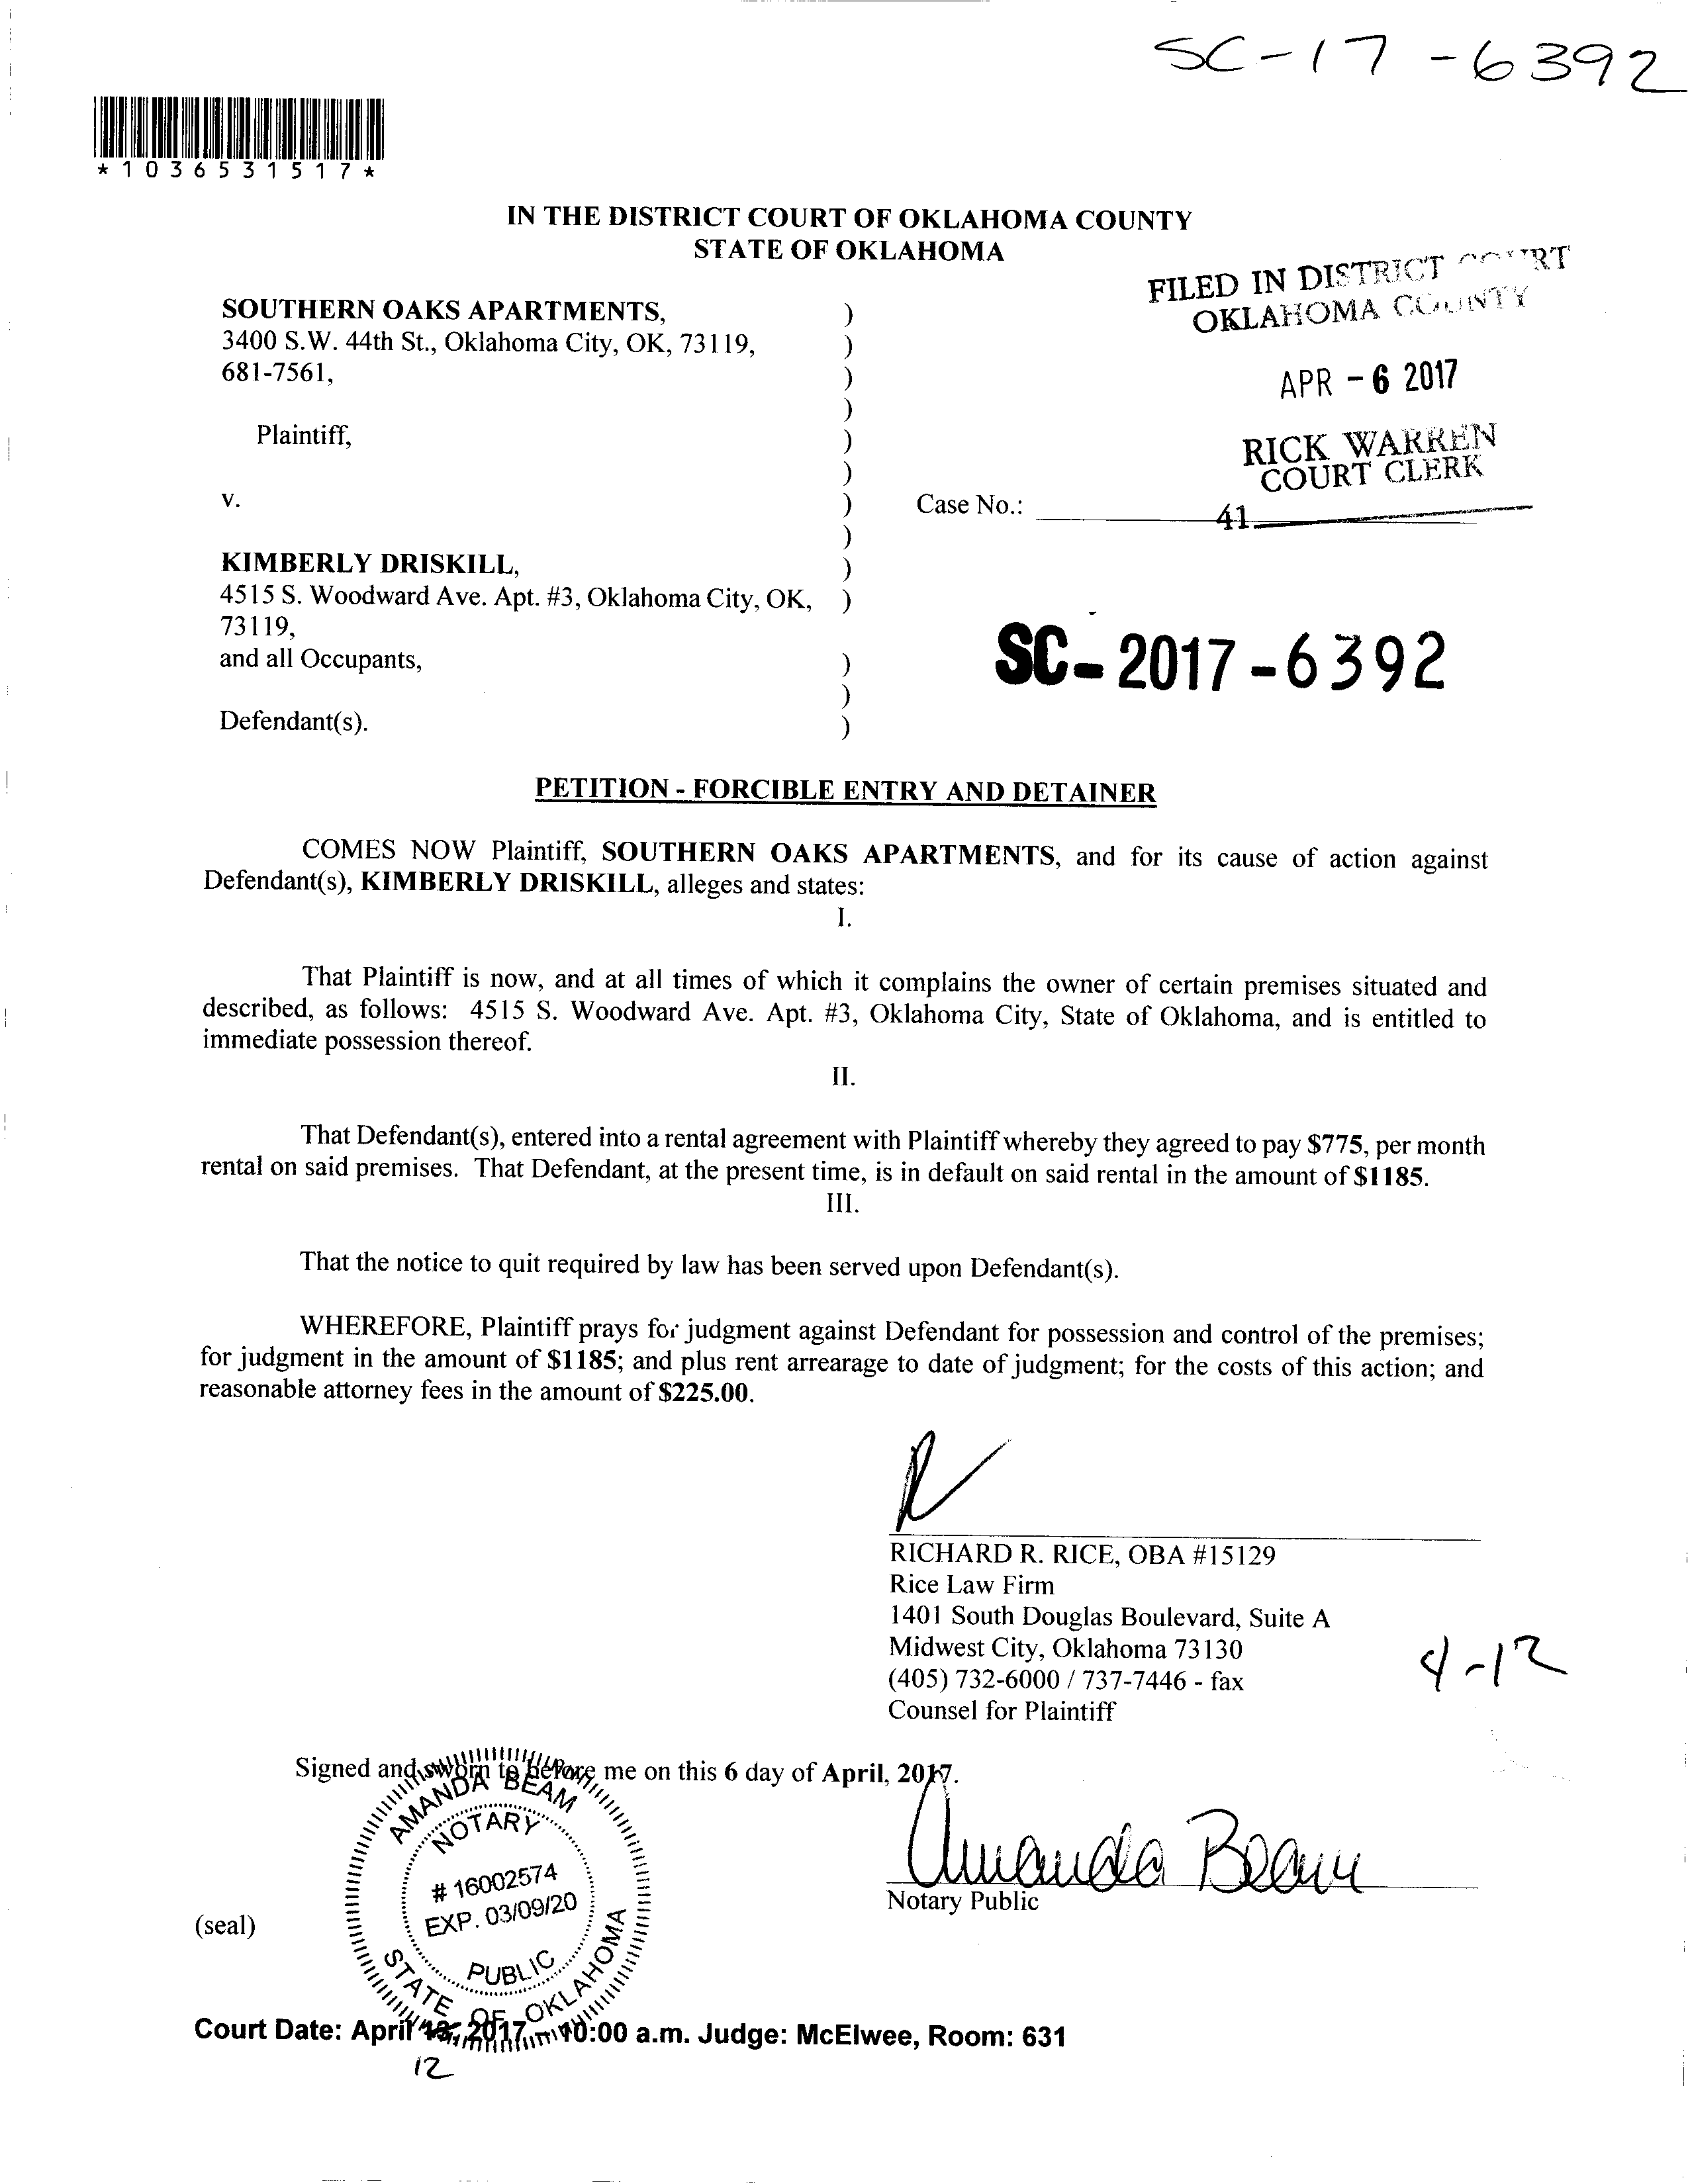 SC-17-6392
*1036531517*
IN THE DISTRICT COURT OF OKLAHOMA COUNTY
STATE OF OKLAHOMA
FILED IN DISTRICT COURT
OKLAHOMA COUNTY
APR - 6 2017
RICK WARREN
COURT CLERK
41
SOUTHERN OAKS APARTMENTS, )
3400 S.W. 44th St., Oklahoma City, OK, 73119, )
681-7561, )
)
Plaintiff, )
)
v. ) Case No.:
)
KIMBERLY DRISKILL, )
4515 S. Woodward Ave. Apt. #3, Oklahoma City, OK, )
73119,
and all Occupants, )
)
Defendant(s). )
SC-2017-6392
PETITION - FORCIBLE ENTRY AND DETAINER
COMES NOW Plaintiff, SOUTHERN OAKS APARTMENTS, and for its cause of action against
Defendant(s), KIMBERLY DRISKILL, alleges and states:
I.
That Plaintiff is now, and at all times of which it complains the owner of certain premises situated and
described, as follows: 4515 S. Woodward Ave. Apt. #3, Oklahoma City, State of Oklahoma, and is entitled to
immediate possession thereof.
II.
That Defendant(s), entered into a rental agreement with Plaintiff whereby they agreed to pay $775, per month
rental on said premises. That Defendant, at the present time, is in default on said rental in the amount of $1185.
III.
That the notice to quit required by law has been served upon Defendant(s).
WHEREFORE, Plaintiff prays for judgment against Defendant for possession and control of the premises;
for judgment in the amount of $1185; and plus rent arrearage to date of judgment; for the costs of this action; and
reasonable attorney fees in the amount of $225.00.
RICHARD R. RICE, OBA #15129
Rice Law Firm
1401 South Douglas Boulevard, Suite A
Midwest City, Oklahoma 73130
(405) 732-6000 / 737-7446 - fax
Counsel for Plaintiff
4-12
Signed and sworn to before me on this 6 day of April, 2017.
Amanda Beam
Notary Public
(seal)
AMANDA BEAM
NOTARY
# 16002574
EXP. 03/09/20
PUBLIC
STATE OF OKLAHOMA
Court Date: April 13, 2017 10:00 a.m. Judge: McElwee, Room: 631
12